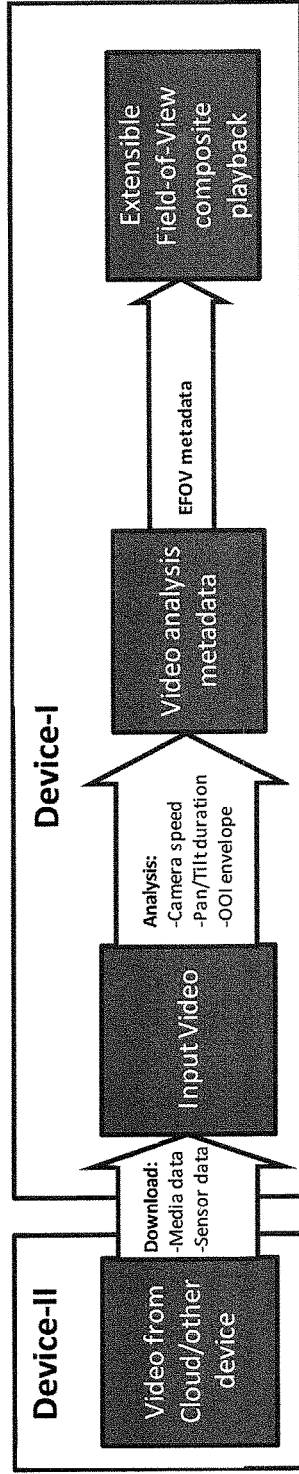 Device-II
Video from
Cloud/other
device
Download:
-Media data
-Sensor data
Device-I
Input Video
Analysis:
-Camera speed
-Pan/Tilt duration
-OOI envelope
Video analysis
metadata
EFOV metadata
Extensible
Field-of-View
composite
playback